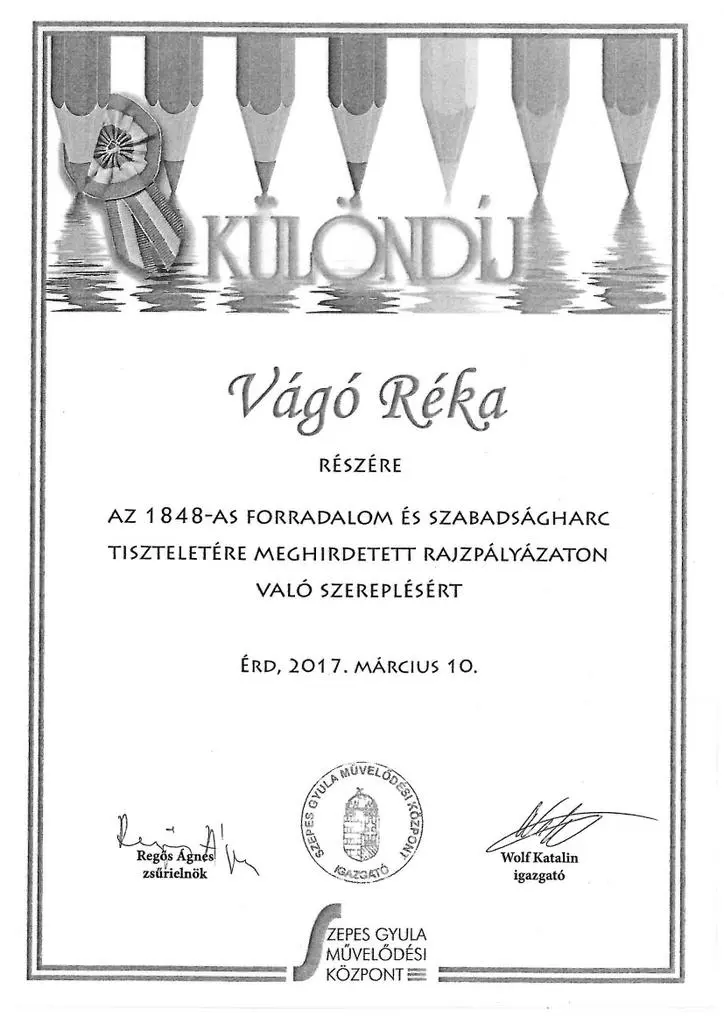 KÜLÖNDÍJ
Vágó Réka
RÉSZÉRE
AZ 1848-AS FORRADALOM ÉS SZABADSÁGHARC
TISZTELETÉRE MEGHIRDETETT RAJZPÁLYÁZATON
VALÓ SZEREPLÉSÉRT
ÉRD, 2017. MÁRCIUS 10.
SZEPES GYULA MŰVELŐDÉSI KÖZPONT
IGAZGATÓ
Regős Ágnes
zsűrielnök
Wolf Katalin
igazgató
SZEPES GYULA
MŰVELŐDÉSI
KÖZPONT